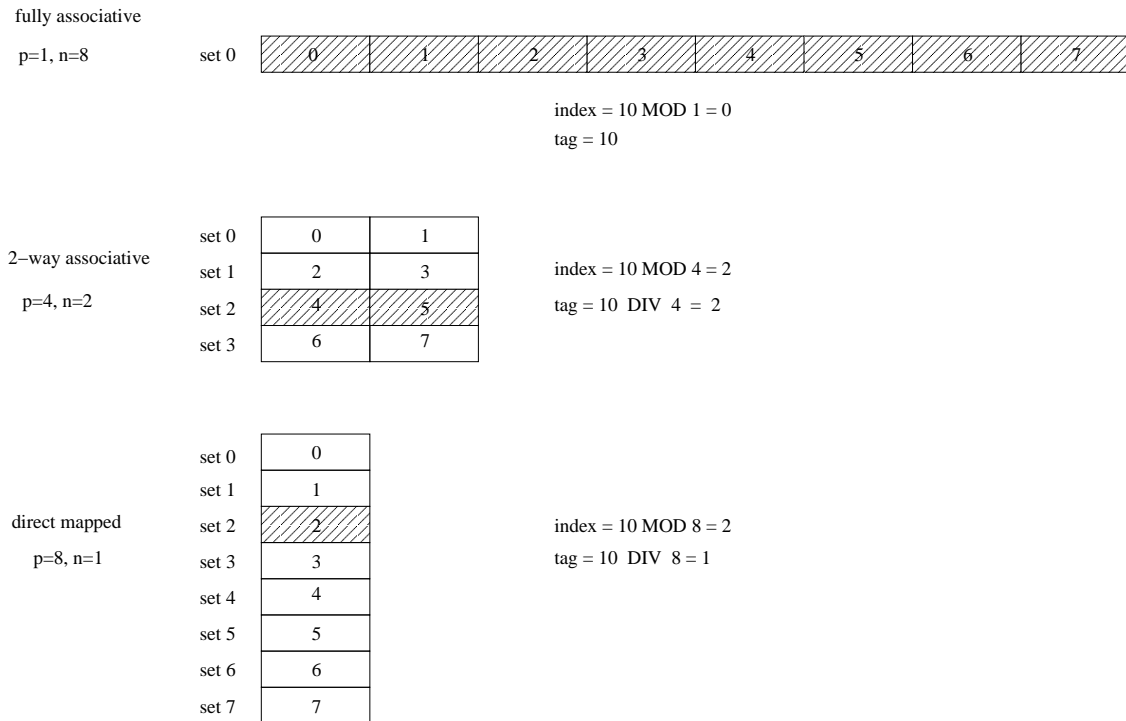 fully associative
p=1, n=8
set 0
0 1 2 3 4 5 6 7
index = 10 MOD 1 = 0
tag = 10
2−way associative
p=4, n=2
set 0 0 1
set 1 2 3
set 2 4 5
set 3 6 7
index = 10 MOD 4 = 2
tag = 10 DIV 4 = 2
direct mapped
p=8, n=1
set 0 0
set 1 1
set 2 2
set 3 3
set 4 4
set 5 5
set 6 6
set 7 7
index = 10 MOD 8 = 2
tag = 10 DIV 8 = 1